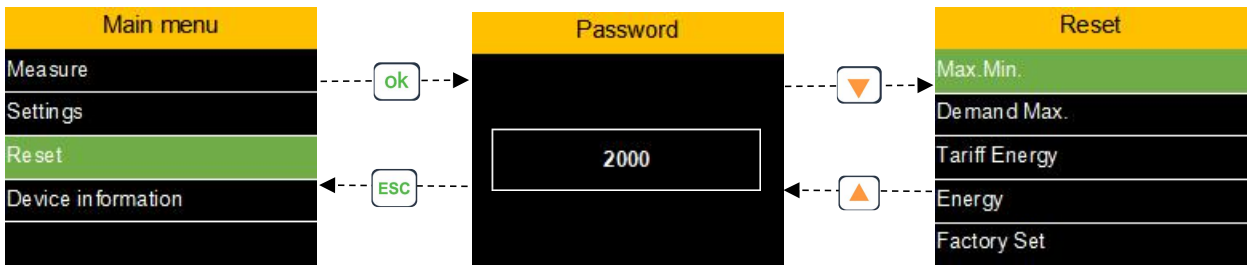 Main menu
Measure
Settings
Reset
Device information
ok
ESC
Password
2000
Reset
Max.Min.
Demand Max.
Tariff Energy
Energy
Factory Set